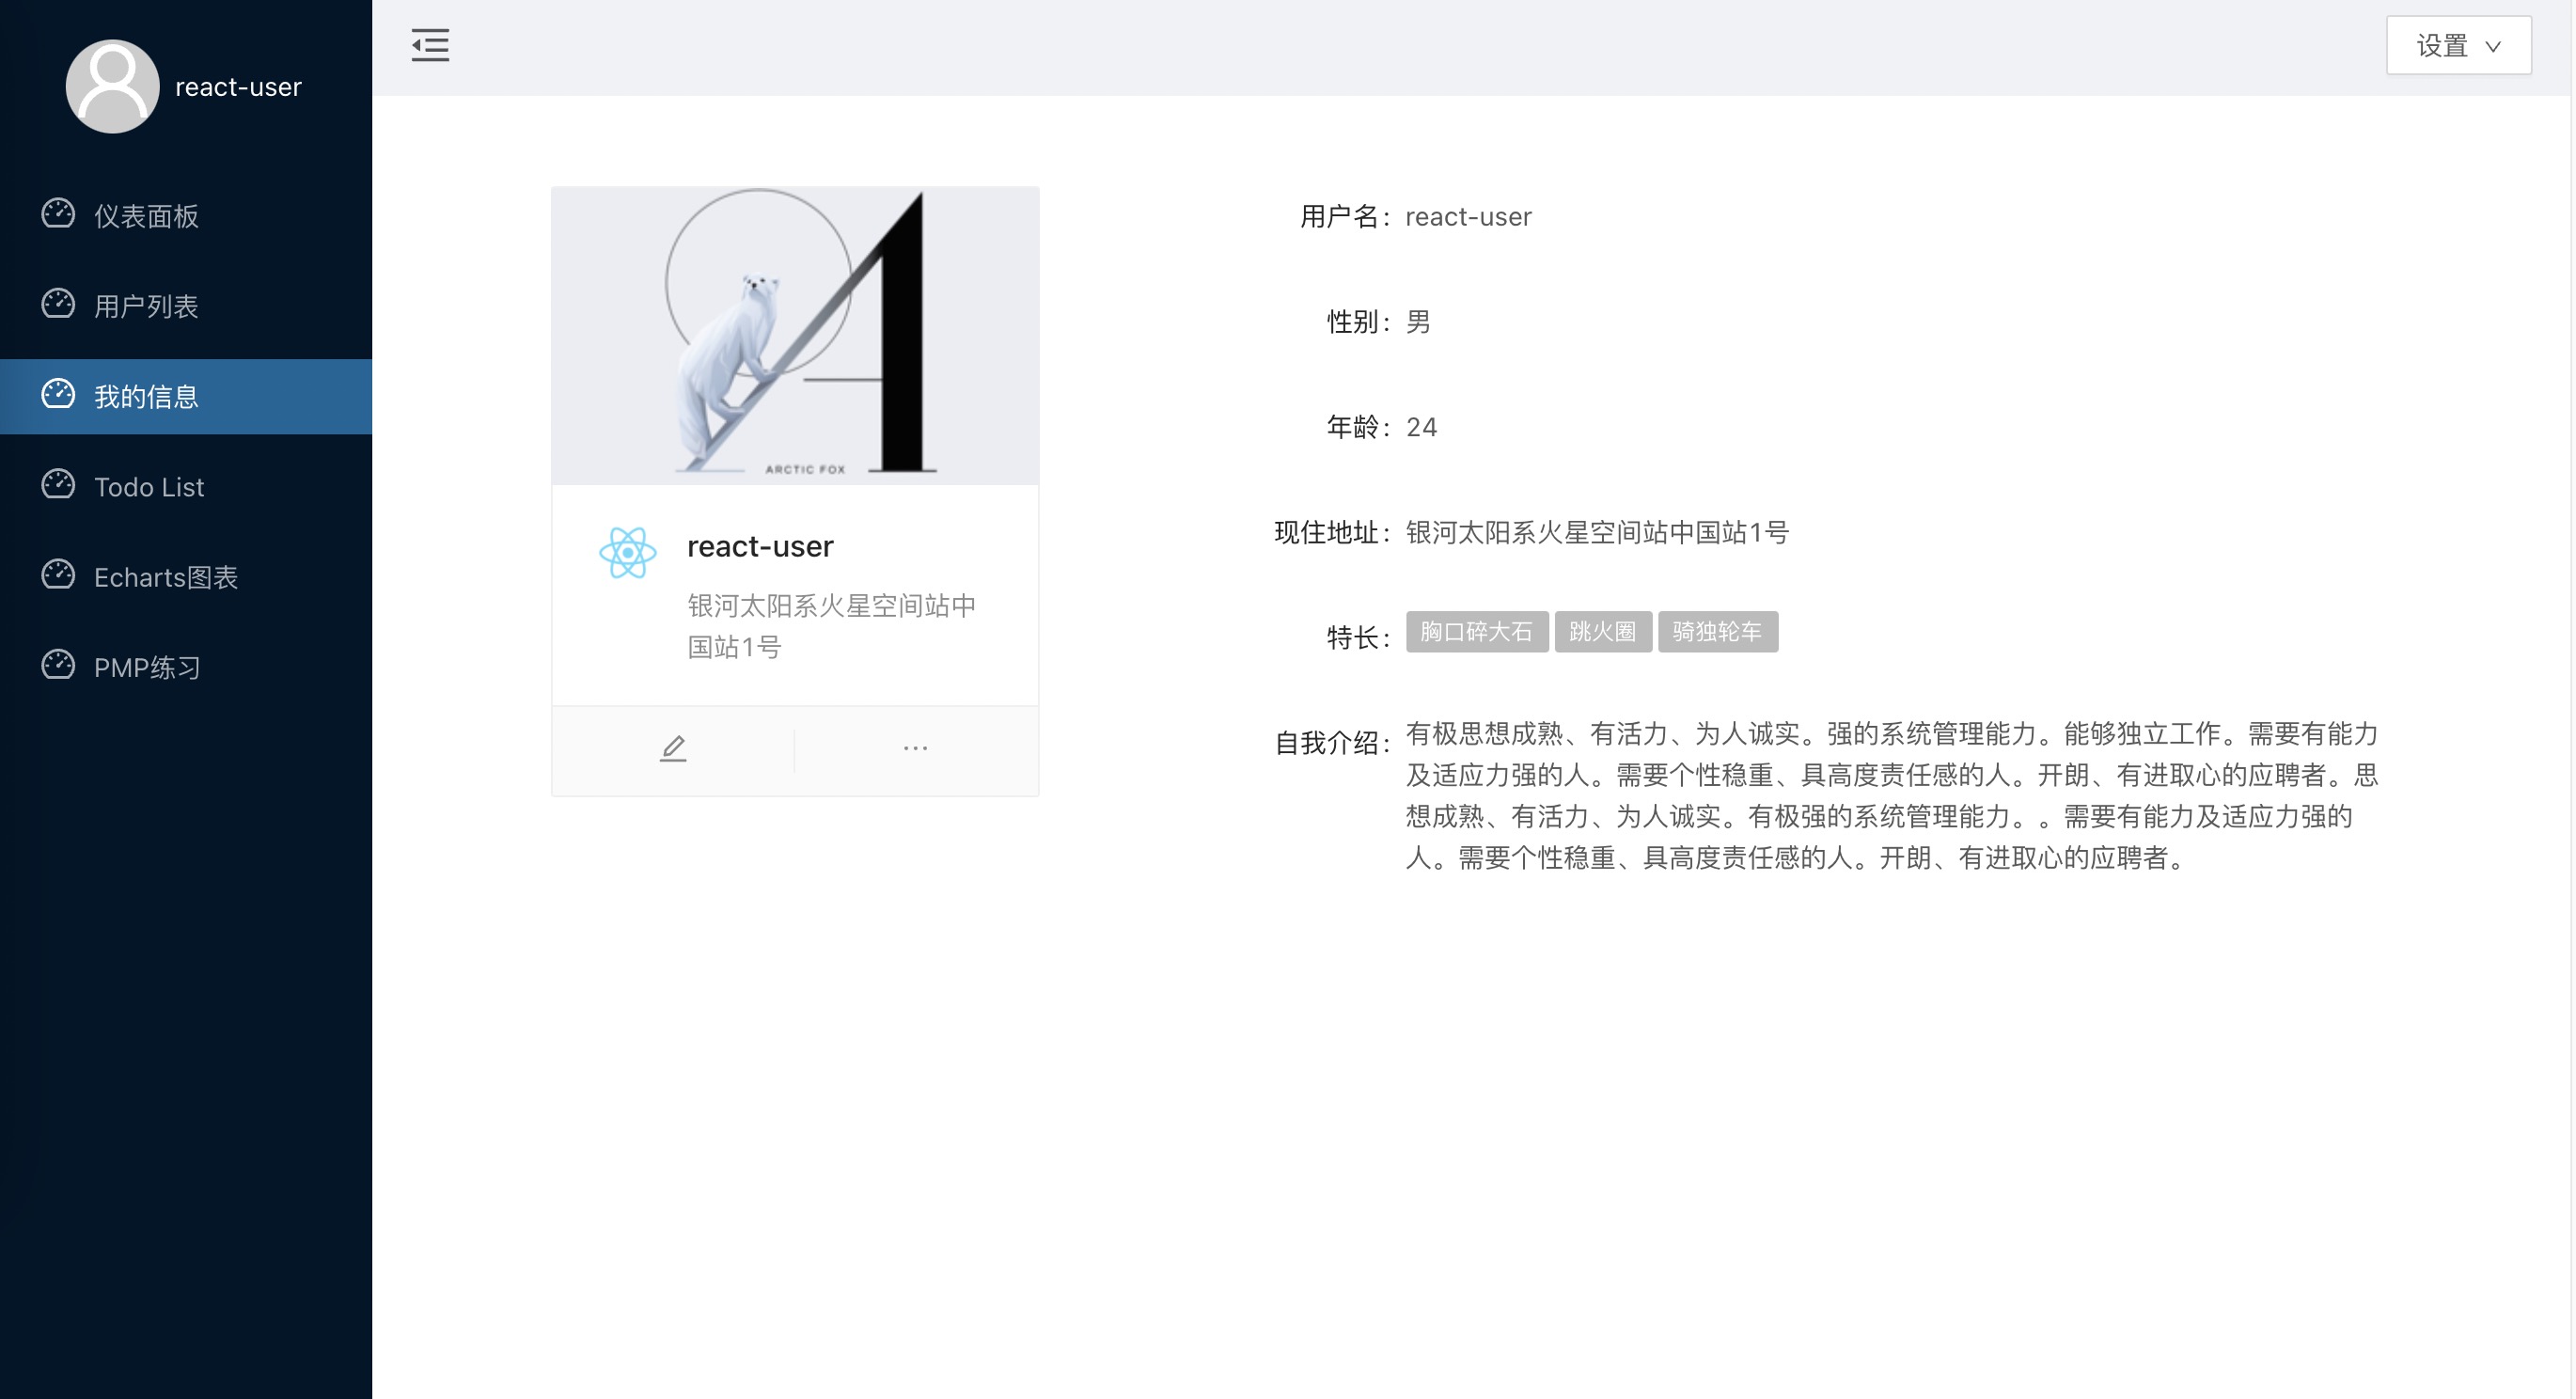 react-user
设置
仪表面板
用户列表
我的信息
Todo List
Echarts图表
PMP练习
ARCTIC FOX
react-user
银河太阳系火星空间站中
国站1号
用户名: react-user
性别: 男
年龄: 24
现住地址: 银河太阳系火星空间站中国站1号
特长: 胸口碎大石 跳火圈 骑独轮车
自我介绍: 有极思想成熟、有活力、为人诚实。强的系统管理能力。能够独立工作。需要有能力
及适应力强的人。需要个性稳重、具高度责任感的人。开朗、有进取心的应聘者。思
想成熟、有活力、为人诚实。有极强的系统管理能力。。需要有能力及适应力强的
人。需要个性稳重、具高度责任感的人。开朗、有进取心的应聘者。